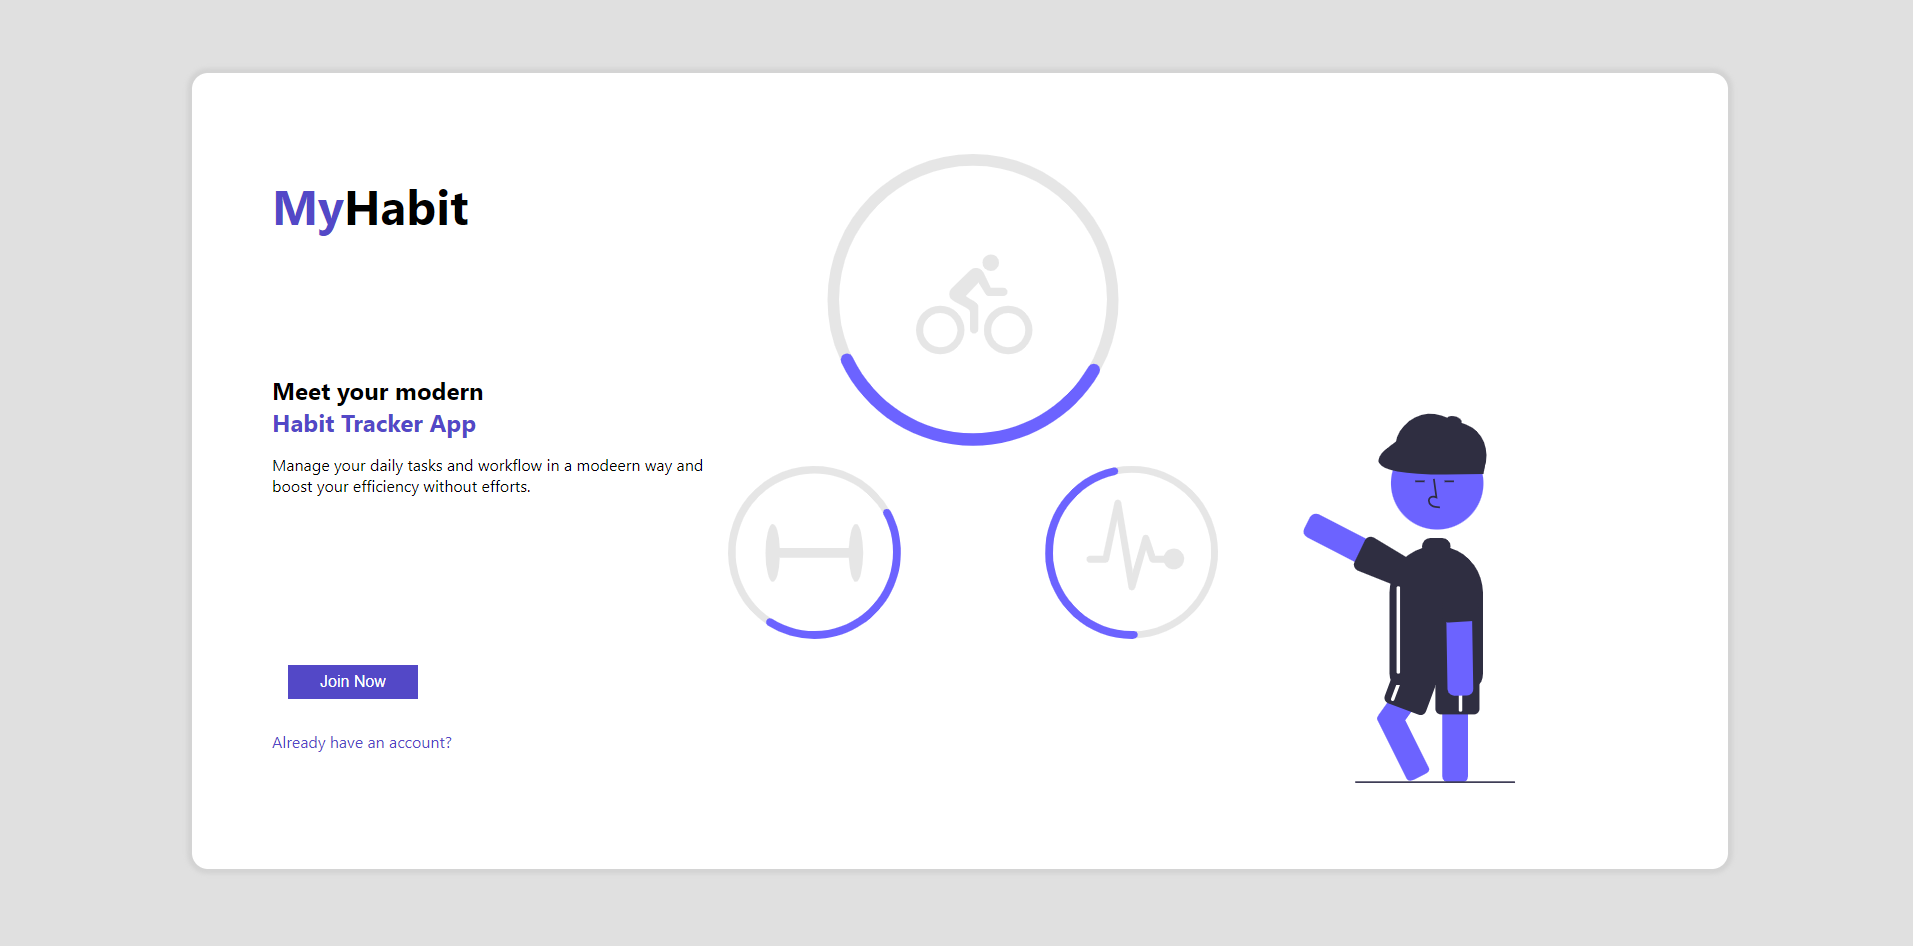 MyHabit
Meet your modern
Habit Tracker App
Manage your daily tasks and workflow in a modeern way and
boost your efficiency without efforts.
Join Now
Already have an account?